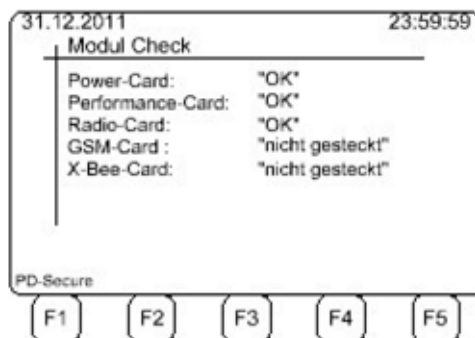 31.12.2011 23:59:59
Modul Check
Power-Card: "OK"
Performance-Card: "OK"
Radio-Card: "OK"
GSM-Card : "nicht gesteckt"
X-Bee-Card: "nicht gesteckt"
PD-Secure
F1 F2 F3 F4 F5